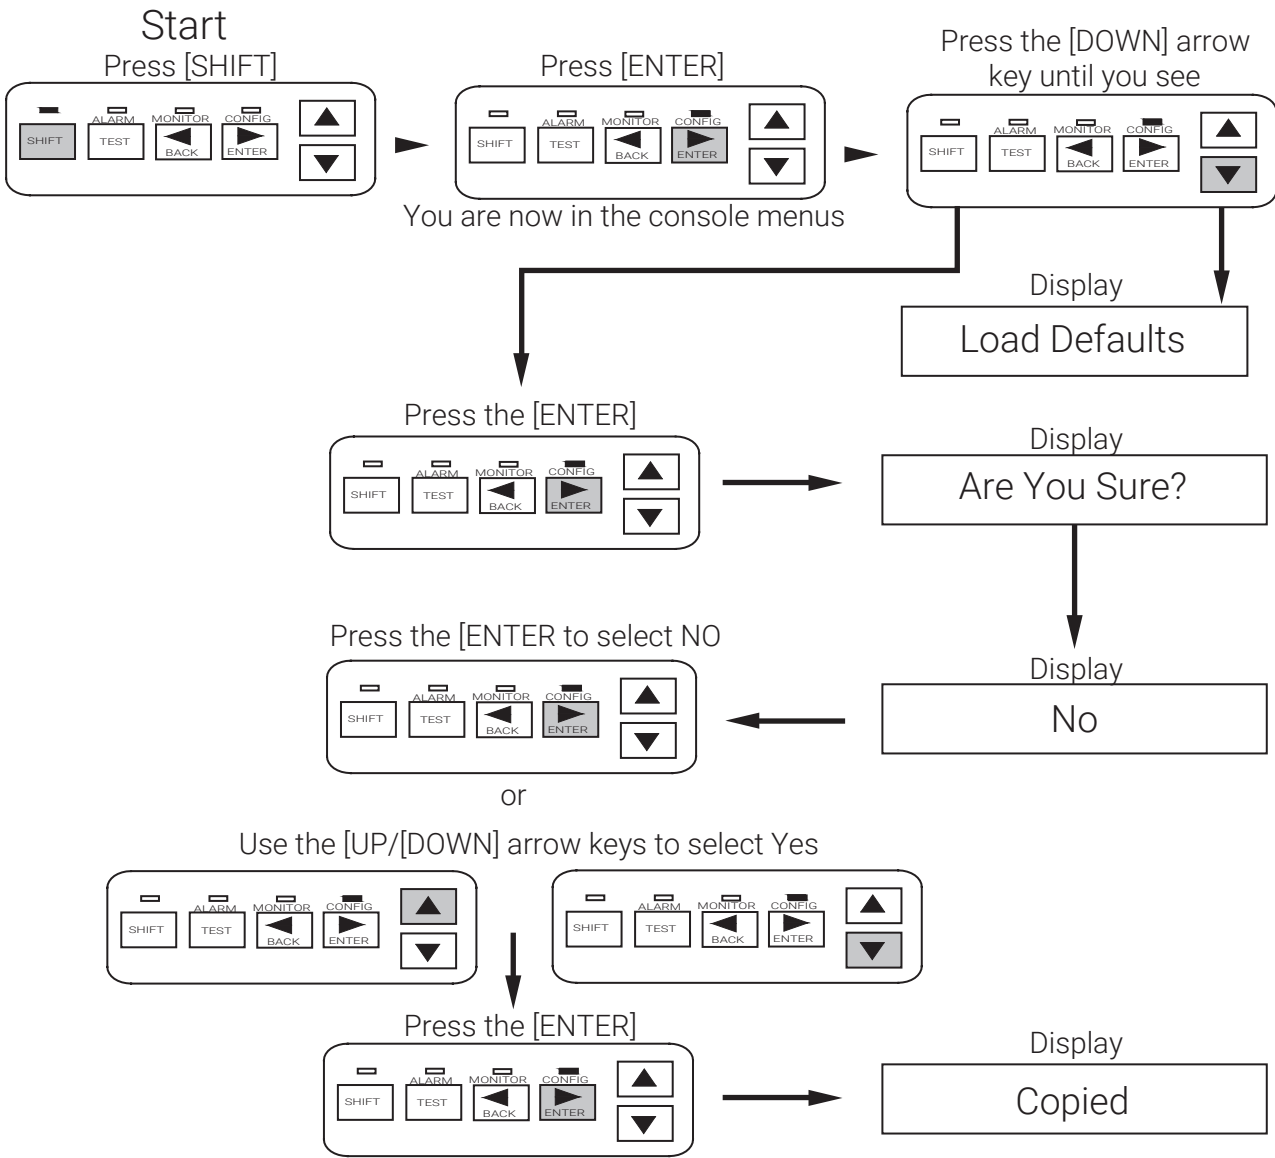 Start
Press [SHIFT]
SHIFT
ALARM
TEST
MONITOR
BACK
CONFIG
ENTER
Press [ENTER]
SHIFT
ALARM
TEST
MONITOR
BACK
CONFIG
ENTER
You are now in the console menus
Press the [DOWN] arrow
key until you see
SHIFT
ALARM
TEST
MONITOR
BACK
CONFIG
ENTER
Display
Load Defaults
Press the [ENTER]
SHIFT
ALARM
TEST
MONITOR
BACK
CONFIG
ENTER
Display
Are You Sure?
Display
No
Press the [ENTER to select NO
SHIFT
ALARM
TEST
MONITOR
BACK
CONFIG
ENTER
or
Use the [UP/[DOWN] arrow keys to select Yes
SHIFT
ALARM
TEST
MONITOR
BACK
CONFIG
ENTER
SHIFT
ALARM
TEST
MONITOR
BACK
CONFIG
ENTER
Press the [ENTER]
SHIFT
ALARM
TEST
MONITOR
BACK
CONFIG
ENTER
Display
Copied